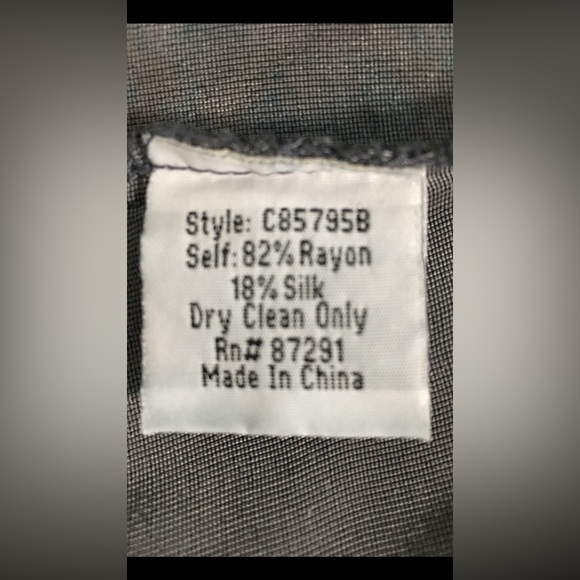 Style: C85795B
Self: 82% Rayon
18% Silk
Dry Clean Only
Rn# 87291
Made In China